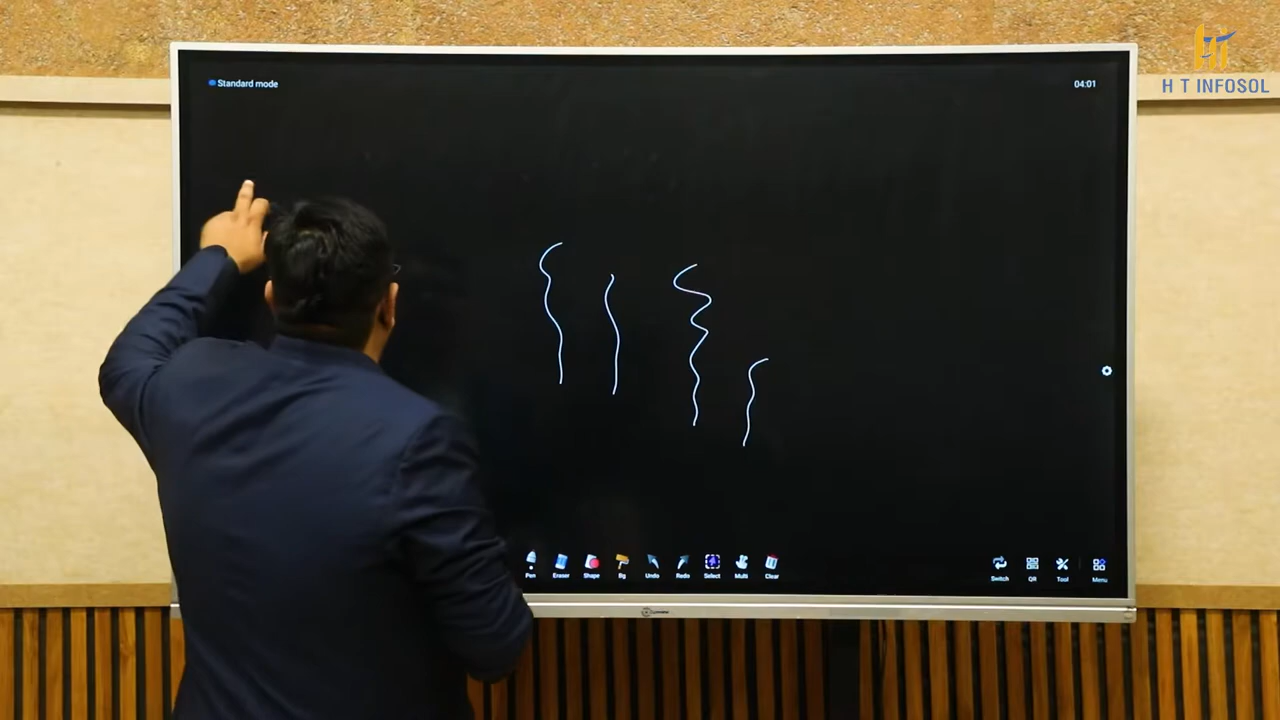 Standard mode
04:01
H T INFOSOL
Pen
Eraser
Shape
Bg
Undo
Redo
Select
Multi
Clear
Switch
QR
Tool
Menu